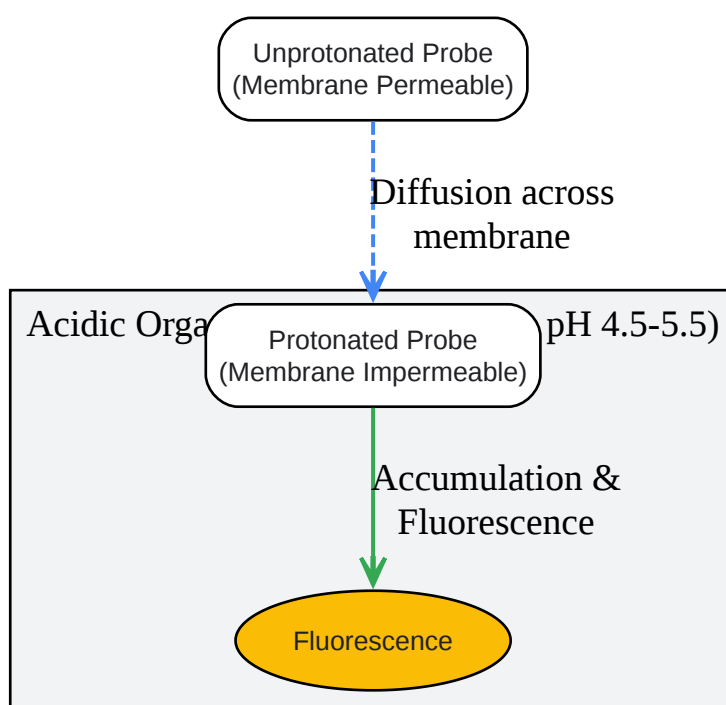 Unprotonated Probe
(Membrane Permeable)
Diffusion across
membrane
Acidic pH 4.5-5.5)
Protonated Probe
(Membrane Impermeable)
Accumulation &
Fluorescence
Fluorescence